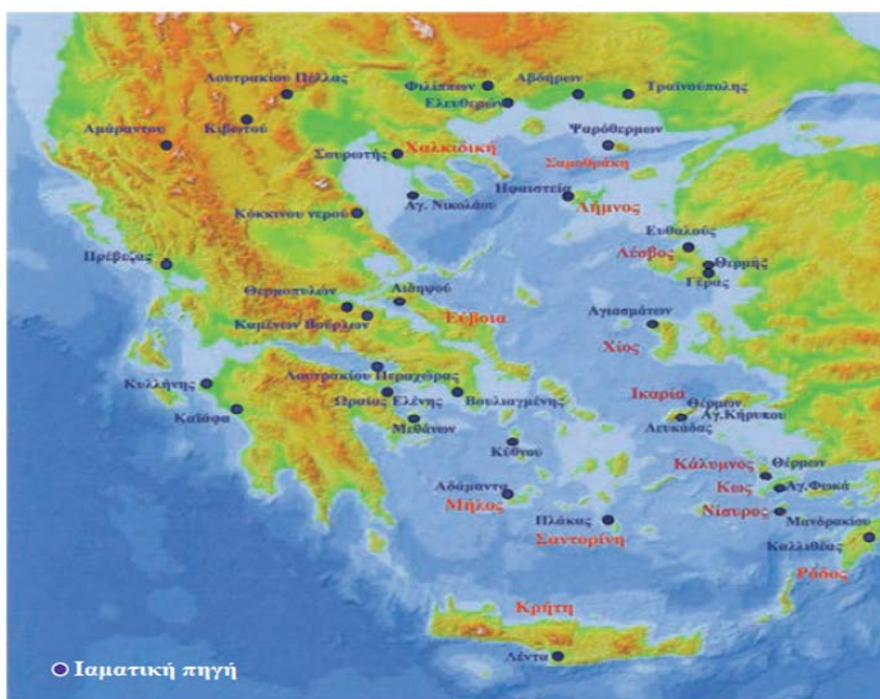 Λουτρακίου Πέλλας
Φιλίππων
Αβδήρων
Τραϊνούπολης
Ελευθερών
Αμάραντου
Κιβωτού
Ψαρόθερμων
Σουρωτής
Χαλκιδική
Σαμοθράκη
Ηφαιστεία
Αγ. Νικολάου
Λήμνος
Κόκκινου νερού
Ευθαλούς
Λέσβος
Πρέβεζας
Θερμής
Γέρας
Θερμοπυλών
Αιδηψού
Αγιασμάτων
Καμένων Βούρλων
Εύβοια
Χίος
Λουτρακίου Περαχώρας
Κυλλήνης
Ωραίας Ελένης
Βουλιαγμένης
Ικαρία
Θέρμων
Καϊάφα
Μεθάνων
Λευκάδας
Αγ.Κήρυκου
Κύθνου
Κάλυμνος
Θέρμων
Αδάμαντα
Κως
Αγ.Φωκά
Μήλος
Νίσυρος
Πλάκας
Μανδρακίου
Σαντορίνη
Καλλιθέας
Ρόδος
Κρήτη
Λέντα
Ιαματική πηγή